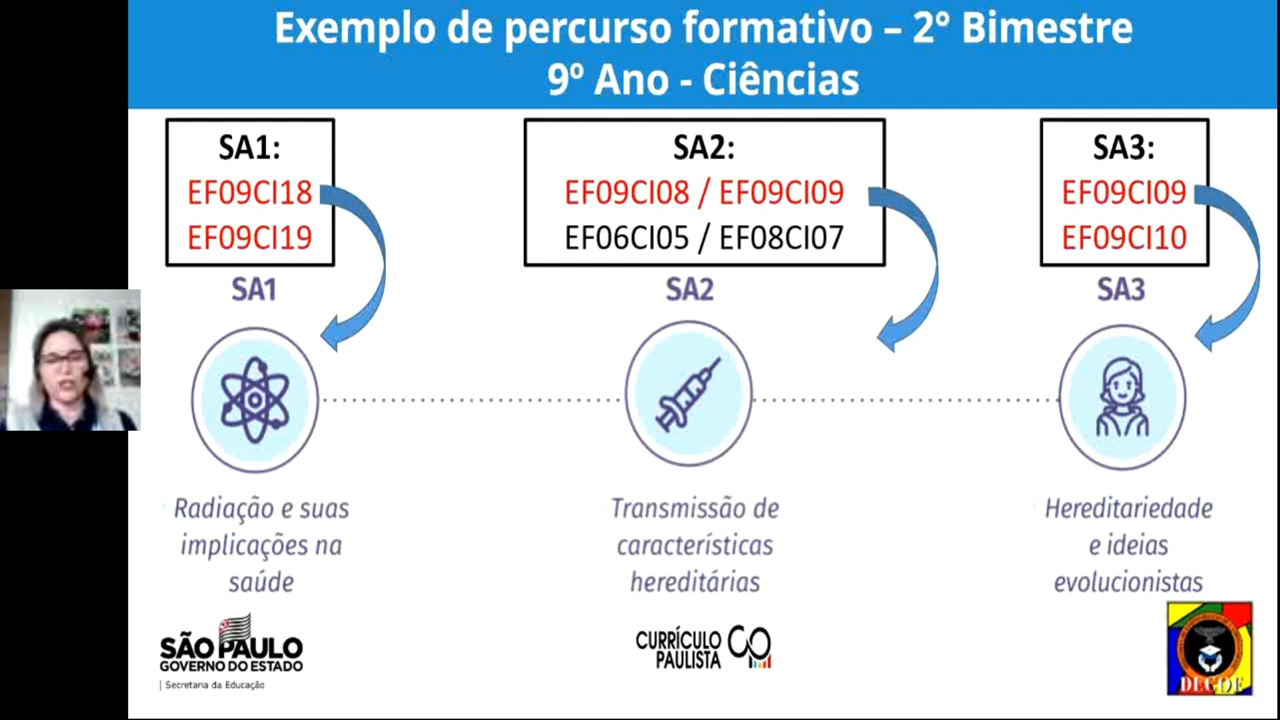 Exemplo de percurso formativo – 2° Bimestre
9º Ano - Ciências
SA1:
EF09CI18
EF09CI19
SA2:
EF09CI08 / EF09CI09
EF06CI05 / EF08CI07
SA3:
EF09CI09
EF09CI10
SA1
SA2
SA3
Radiação e suas
implicações na
saúde
Transmissão de
características
hereditárias
Hereditariedade
e ideias
evolucionistas
SÃO PAULO
GOVERNO DO ESTADO
| Secretaria da Educação
CURRÍCULO
PAULISTA